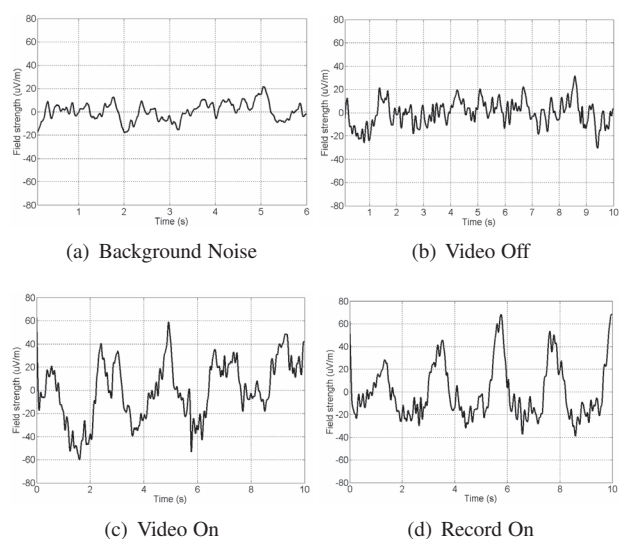 80
60
40
20
0
-20
-40
-60
-80
Field strength (uV/m)
1 2 3 4 5 6
Time (s)
(a) Background Noise
80
60
40
20
0
-20
-40
-60
-80
Field strength (uV/m)
1 2 3 4 5 6 7 8 9 10
Time (s)
(b) Video Off
80
60
40
20
0
-20
-40
-60
-80
Field strength (uV/m)
0 2 4 6 8 10
Time (s)
(c) Video On
80
60
40
20
0
-20
-40
-60
-80
Field strength (uV/m)
0 2 4 6 8 10
Time (s)
(d) Record On